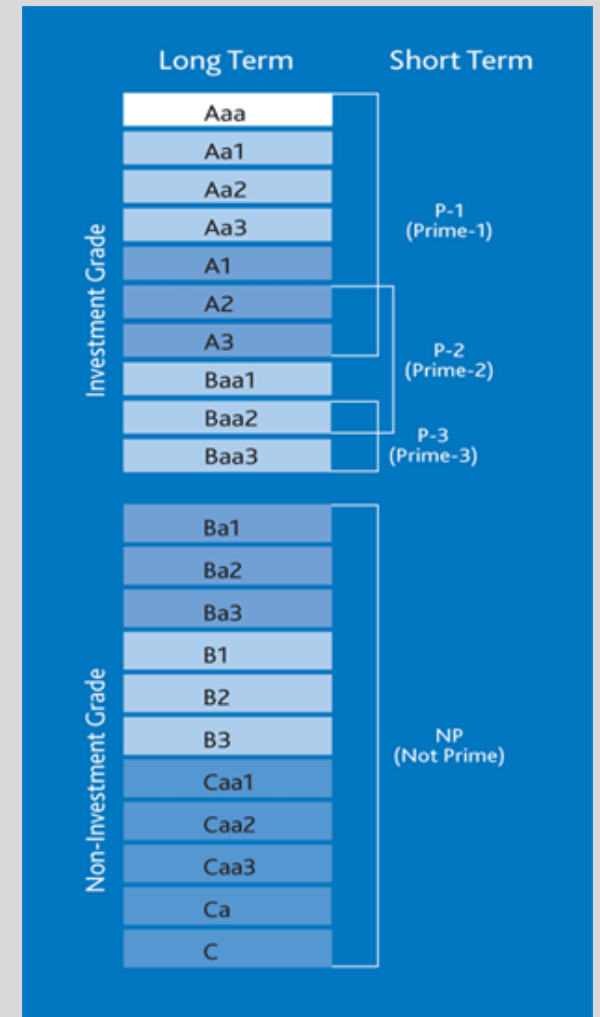 Long Term Short Term
Investment Grade
Aaa
Aa1
Aa2
Aa3
A1
A2
A3
Baa1
Baa2
Baa3
P-1
(Prime-1)
P-2
(Prime-2)
P-3
(Prime-3)
Non-Investment Grade
Ba1
Ba2
Ba3
B1
B2
B3
Caa1
Caa2
Caa3
Ca
C
NP
(Not Prime)